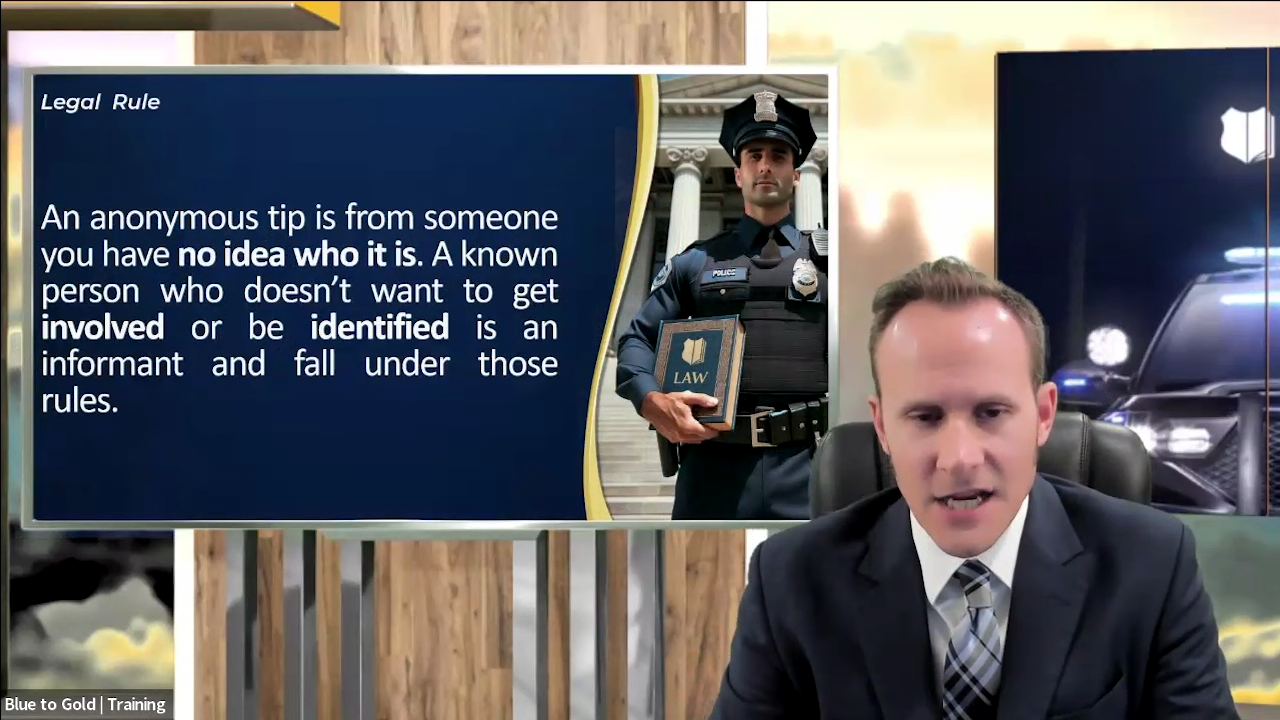 Legal Rule
An anonymous tip is from someone
you have no idea who it is. A known
person who doesn't want to get
involved or be identified is an
informant and fall under those
rules.
POLICE
LAW
Blue to Gold | Training